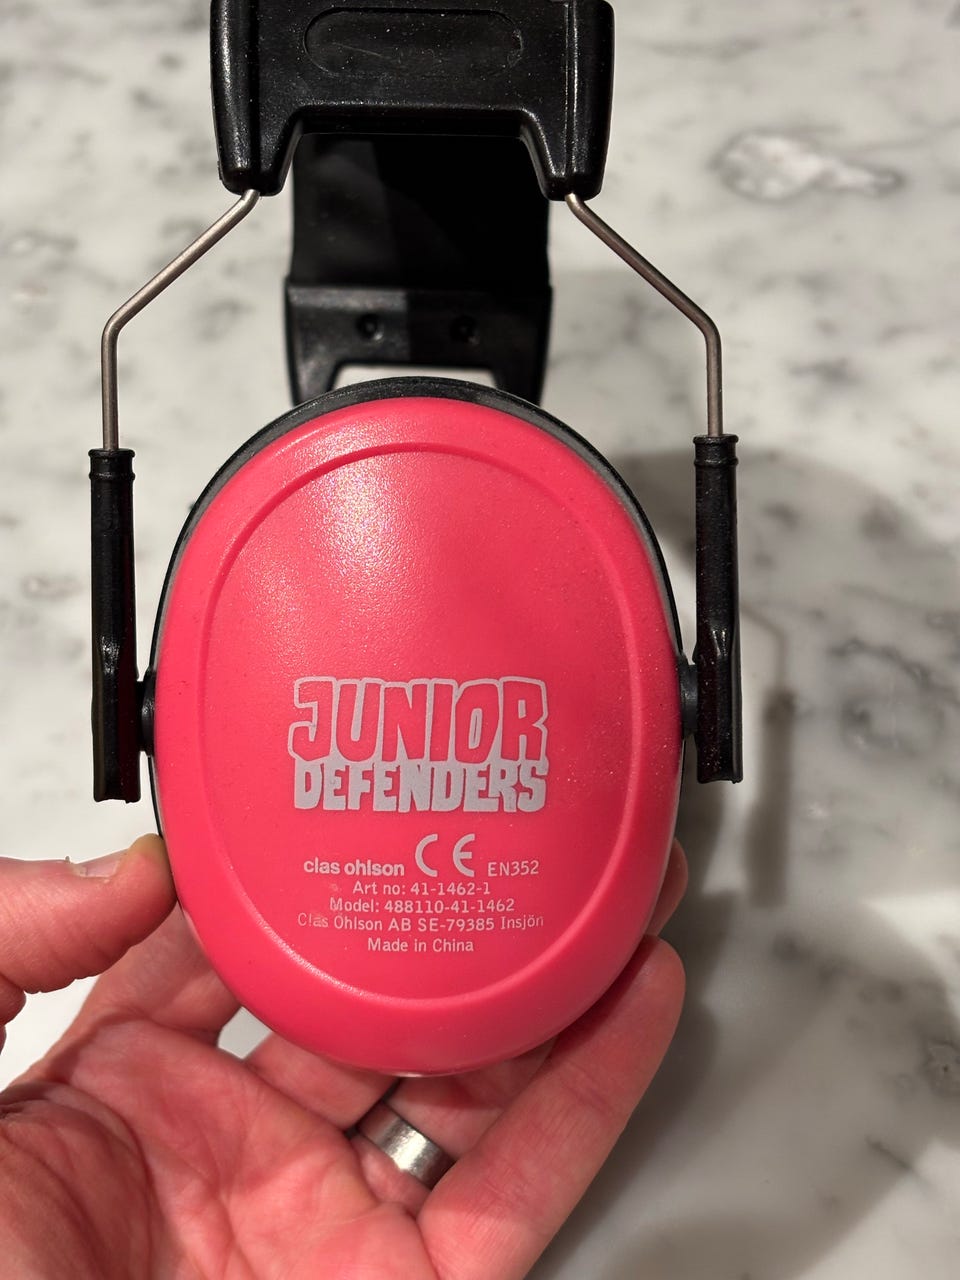 JUNIOR
DEFENDERS
clas ohlson CE EN352
Art no: 41-1462-1
Model: 488110-41-1462
Clas Ohlson AB SE-79385 Insjön
Made in China